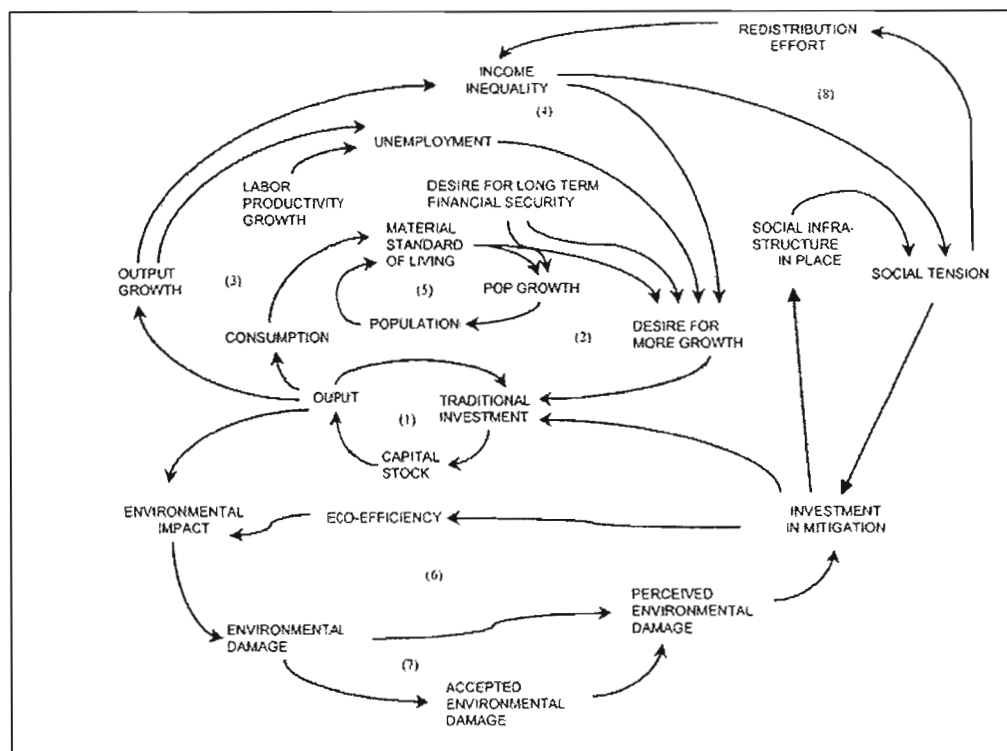 REDISTRIBUTION
EFFORT
INCOME
INEQUALITY
(8)
(4)
UNEMPLOYMENT
LABOR
PRODUCTIVITY
GROWTH
DESIRE FOR LONG TERM
FINANCIAL SECURITY
MATERIAL
STANDARD
OF LIVING
SOCIAL INFRA-
STRUCTURE
IN PLACE
OUTPUT
GROWTH
(3)
(5)
POP GROWTH
SOCIAL TENSION
CONSUMPTION
POPULATION
(2)
DESIRE FOR
MORE GROWTH
OUPUT
(1)
TRADITIONAL
INVESTMENT
CAPITAL
STOCK
ENVIRONMENTAL
IMPACT
ECO-EFFICIENCY
INVESTMENT
IN MITIGATION
(6)
PERCEIVED
ENVIRONMENTAL
DAMAGE
ENVIRONMENTAL
DAMAGE
(7)
ACCEPTED
ENVIRONMENTAL
DAMAGE